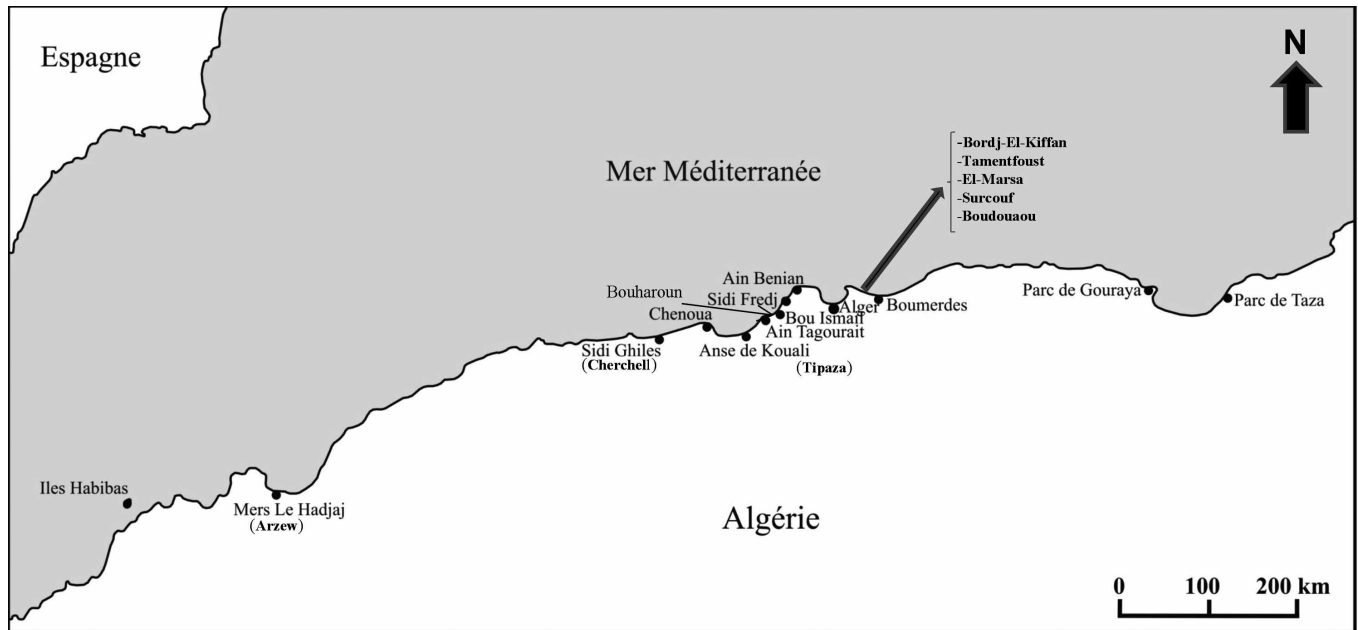 Espagne
N
-Bordj-El-Kiffan
-Tamentfoust
-El-Marsa
-Surcouf
-Boudouaou
Mer Méditerranée
Ain Benian
Bouharoun
Sidi Fredj
Chenoua
Bou Ismail
Alger
Boumerdes
Parc de Gouraya
Parc de Taza
Ain Tagourait
Sidi Ghiles
(Cherchell)
Anse de Kouali
(Tipaza)
Iles Habibas
Mers Le Hadjaj
(Arzew)
Algérie
0 100 200 km